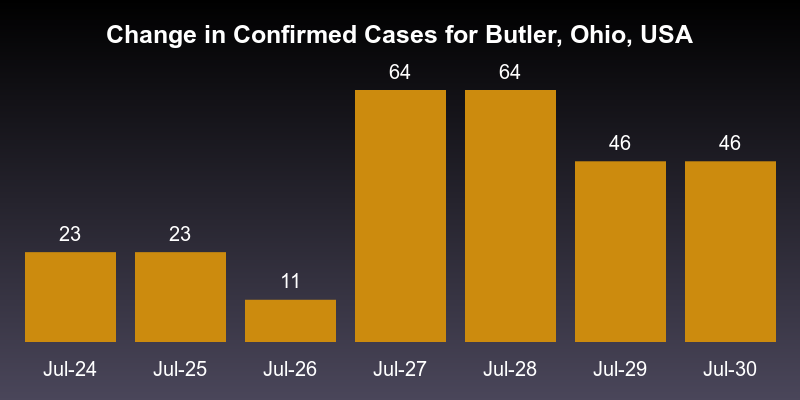 Change in Confirmed Cases for Butler, Ohio, USA
64 64
46 46
23 23
11
Jul-24 Jul-25 Jul-26 Jul-27 Jul-28 Jul-29 Jul-30